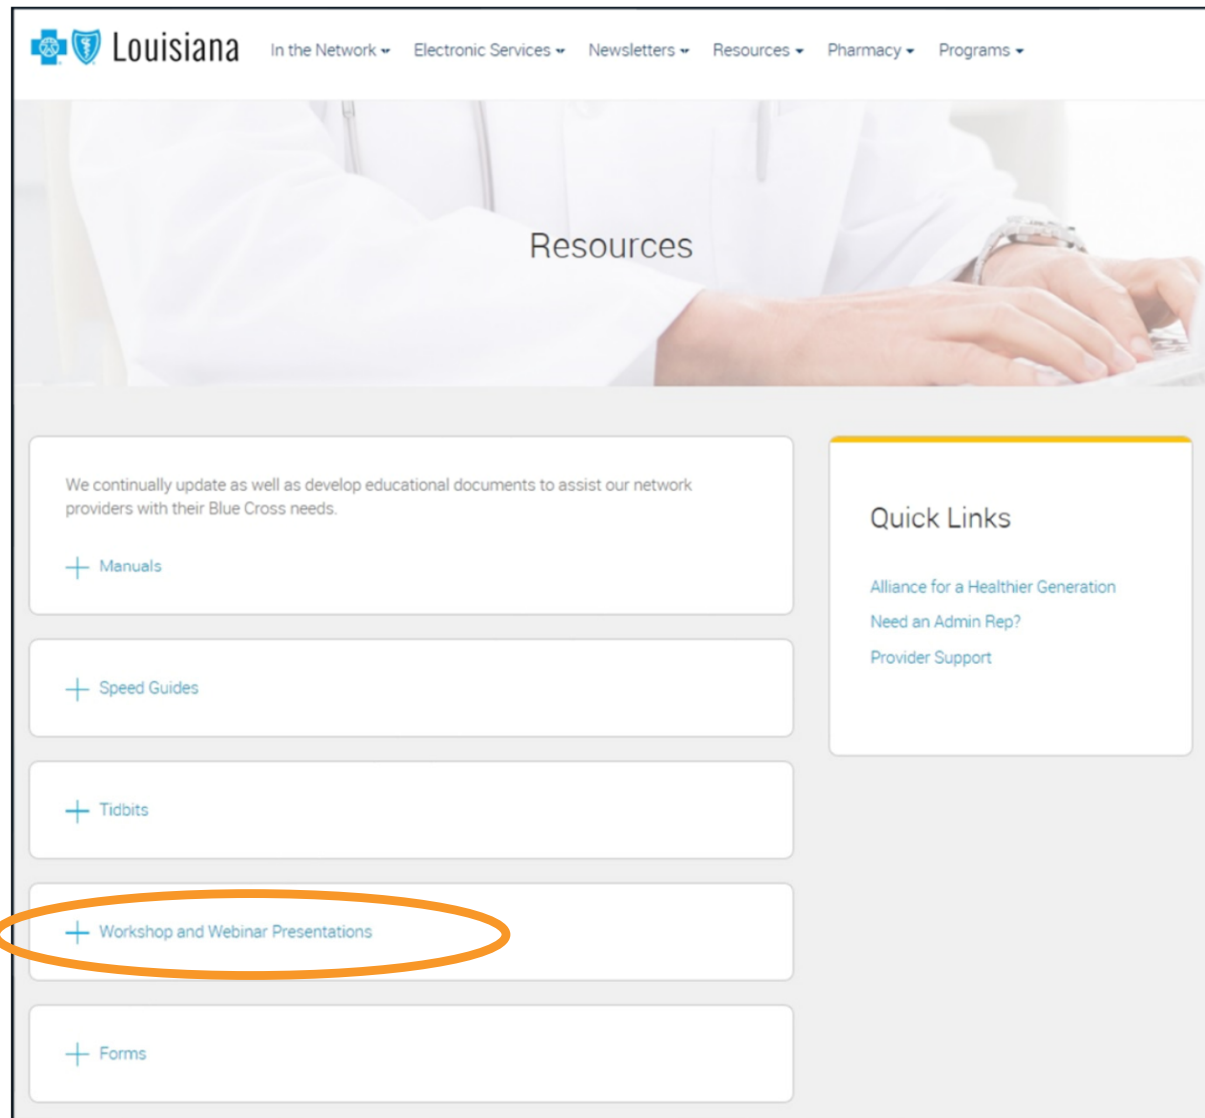 Louisiana In the Network Electronic Services Newsletters Resources Pharmacy Programs
Resources
We continually update as well as develop educational documents to assist our network
providers with their Blue Cross needs.
Manuals
Speed Guides
Tidbits
Workshop and Webinar Presentations
Forms
Quick Links
Alliance for a Healthier Generation
Need an Admin Rep?
Provider Support